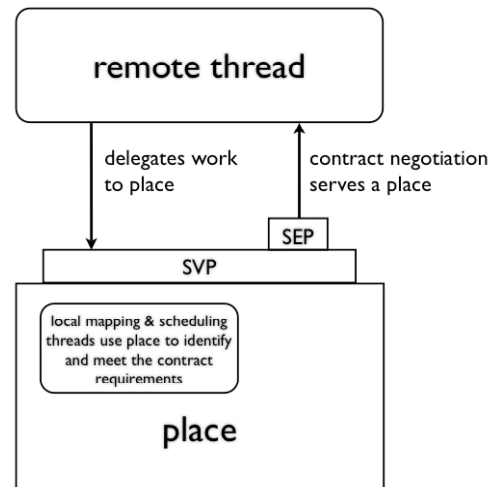 remote thread
delegates work
to place
contract negotiation
serves a place
SEP
SVP
local mapping & scheduling
threads use place to identify
and meet the contract
requirements
place